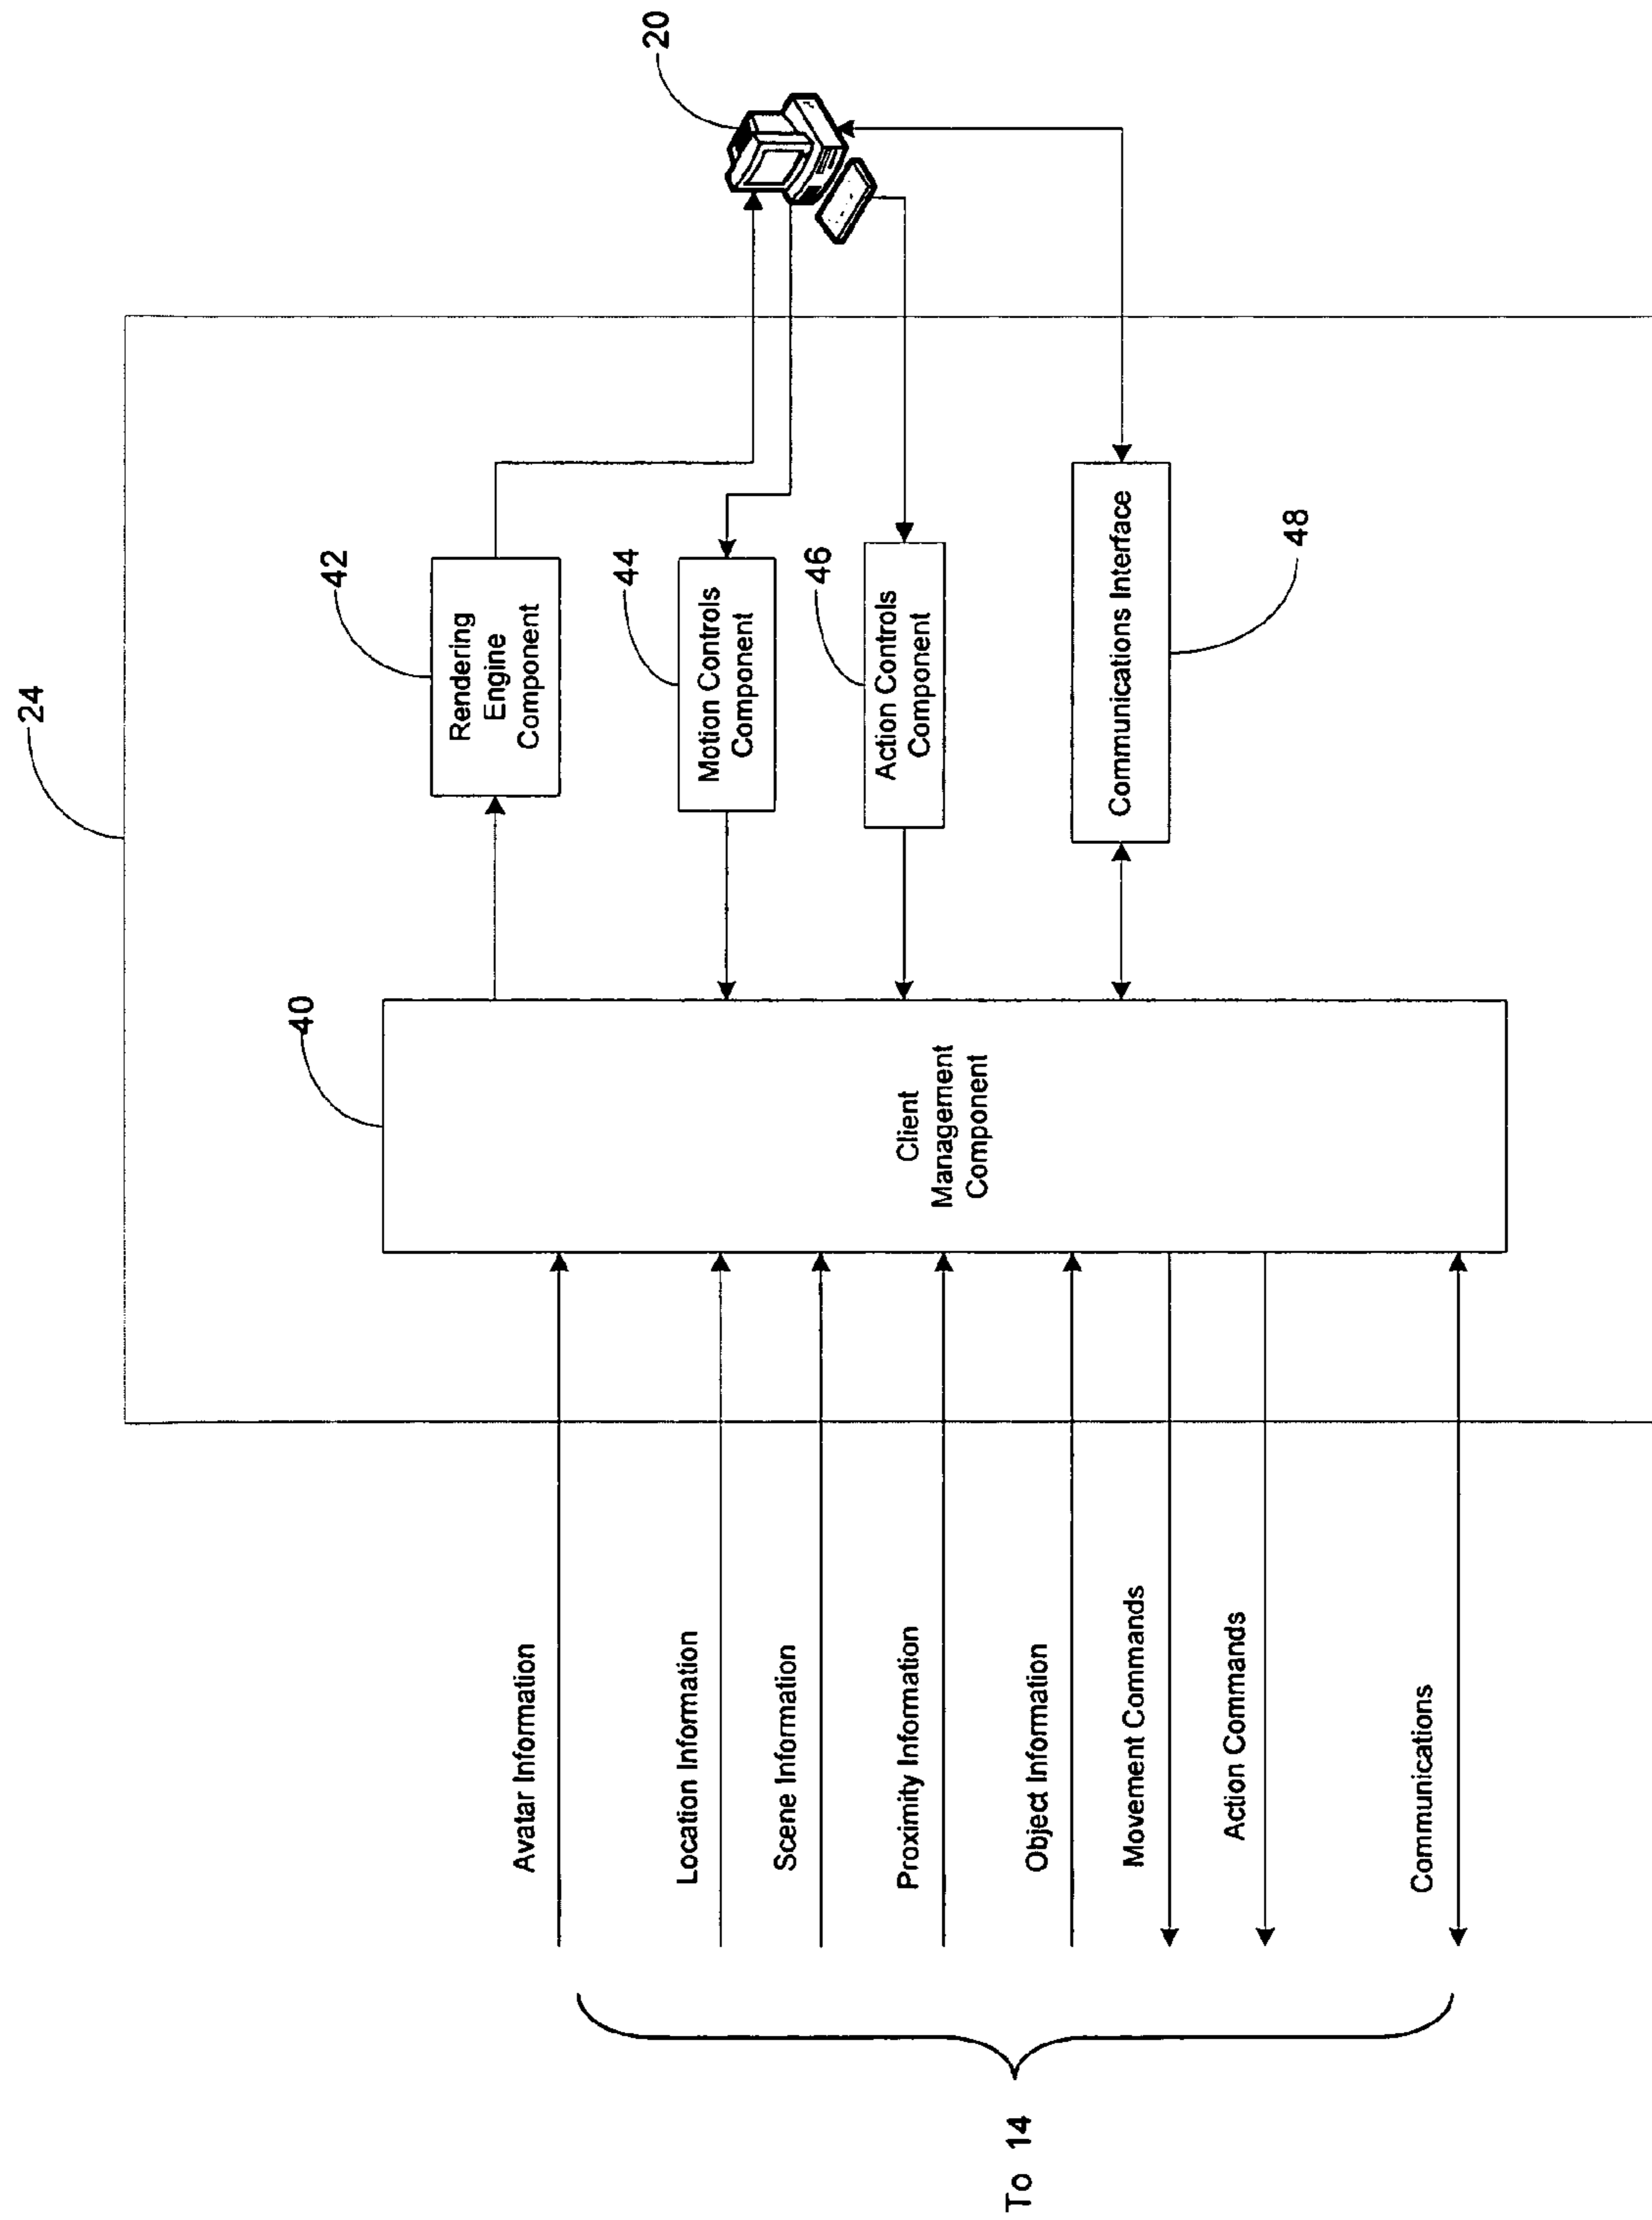 24
20
42
Rendering
Engine
Component
44
Motion Controls
Component
46
Action Controls
Component
Communications Interface
48
40
Client
Management
Component
Avatar Information
Location Information
Scene Information
Proximity Information
Object Information
Movement Commands
Action Commands
Communications
To 14